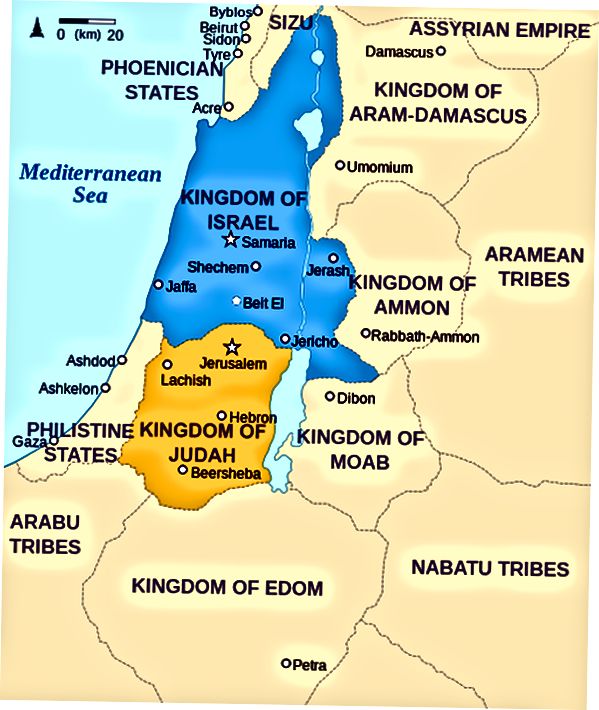 Byblos
SIZU
ASSYRIAN EMPIRE
Beirut
0 (km) 20
Sidon
Tyre
Damascus
PHOENICIAN
STATES
KINGDOM OF
ARAM-DAMASCUS
Acre
Umomium
Mediterranean
Sea
KINGDOM OF
ISRAEL
Samaria
Shechem
Jerash
ARAMEAN
TRIBES
KINGDOM OF
AMMON
Jaffa
Beit El
Rabbath-Ammon
Jericho
Ashdod
Jerusalem
Lachish
Ashkelon
Dibon
Hebron
PHILISTINE
STATES
Gaza
KINGDOM OF
JUDAH
KINGDOM OF
MOAB
Beersheba
ARABU
TRIBES
NABATU TRIBES
KINGDOM OF EDOM
Petra